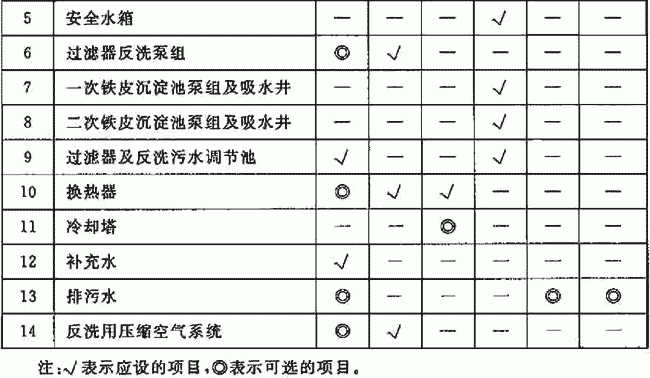 5 安全水箱 — — — √ — —
6 过滤器反洗泵组 ◎ √ — — — —
7 一次铁皮沉淀池泵组及吸水井 — — — √ — —
8 二次铁皮沉淀池泵组及吸水井 — — — √ — —
9 过滤器及反洗污水调节池 √ — — √ — —
10 换热器 ◎ √ √ — — —
11 冷却塔 — — ◎ — — —
12 补充水 √ — — — — —
13 排污水 ◎ — — — ◎ ◎
14 反洗用压缩空气系统 ◎ √ — — — —
注:√表示应设的项目,◎表示可选的项目。